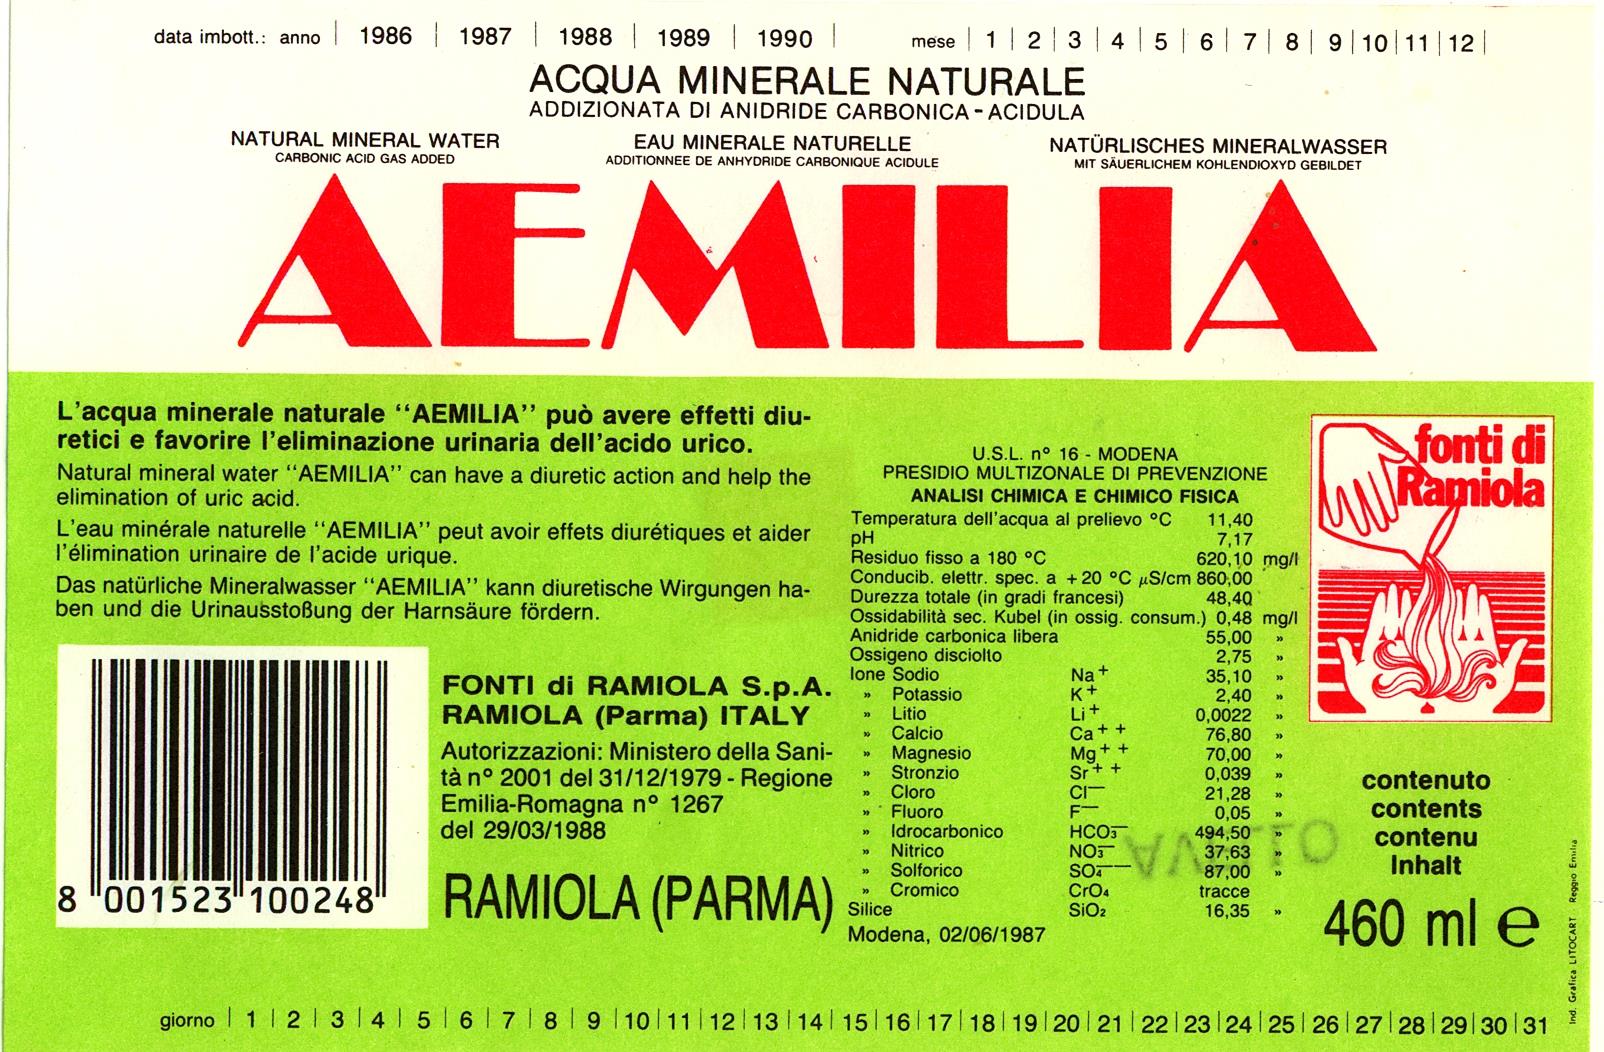 data imbott.: anno | 1986 | 1987 | 1988 | 1989 | 1990 | mese | 1 | 2 | 3 | 4 | 5 | 6 | 7 | 8 | 9 | 10 | 11 | 12 |
ACQUA MINERALE NATURALE
ADDIZIONATA DI ANIDRIDE CARBONICA - ACIDULA
NATURAL MINERAL WATER
CARBONIC ACID GAS ADDED
EAU MINERALE NATURELLE
ADDITIONNEE DE ANHYDRIDE CARBONIQUE ACIDULE
NATÜRLISCHES MINERALWASSER
MIT SÄUERLICHEM KOHLENDIOXYD GEBILDET
AEMILIA
L'acqua minerale naturale "AEMILIA" può avere effetti diu-
retici e favorire l'eliminazione urinaria dell'acido urico.
Natural mineral water "AEMILIA" can have a diuretic action and help the
elimination of uric acid.
L'eau minérale naturelle "AEMILIA" peut avoir effets diurétiques et aider
l'élimination urinaire de l'acide urique.
Das natürliche Mineralwasser "AEMILIA" kann diuretische Wirgungen ha-
ben und die Urinausstoßung der Harnsäure fördern.
8 001523 100248
FONTI di RAMIOLA S.p.A.
RAMIOLA (Parma) ITALY
Autorizzazioni: Ministero della Sani-
tà n° 2001 del 31/12/1979 - Regione
Emilia-Romagna n° 1267
del 29/03/1988
RAMIOLA (PARMA)
U.S.L. n° 16 - MODENA
PRESIDIO MULTIZONALE DI PREVENZIONE
ANALISI CHIMICA E CHIMICO FISICA
Temperatura dell'acqua al prelievo °C 11,40
pH 7,17
Residuo fisso a 180 °C 620,10 mg/l
Conducib. elettr. spec. a +20 °C µS/cm 860,00
Durezza totale (in gradi francesi) 48,40
Ossidabilità sec. Kubel (in ossig. consum.) 0,48 mg/l
Anidride carbonica libera 55,00 »
Ossigeno disciolto 2,75 »
Ione Sodio Na+ 35,10 »
» Potassio K+ 2,40 »
» Litio Li+ 0,0022 »
» Calcio Ca++ 76,80 »
» Magnesio Mg++ 70,00 »
» Stronzio Sr++ 0,039 »
» Cloro Cl— 21,28 »
» Fluoro F— 0,05 »
» Idrocarbonico HCO3— 494,50 »
» Nitrico NO3— 37,63 »
» Solforico SO4—— 87,00 »
» Cromico CrO4 tracce
Silice SiO2 16,35 »
Modena, 02/06/1987
fonti di
Ramiola
contenuto
contents
contenu
Inhalt
460 ml e
Ind. Grafica LITOCART - Reggio Emilia
giorno | 1 | 2 | 3 | 4 | 5 | 6 | 7 | 8 | 9 | 10 | 11 | 12 | 13 | 14 | 15 | 16 | 17 | 18 | 19 | 20 | 21 | 22 | 23 | 24 | 25 | 26 | 27 | 28 | 29 | 30 | 31